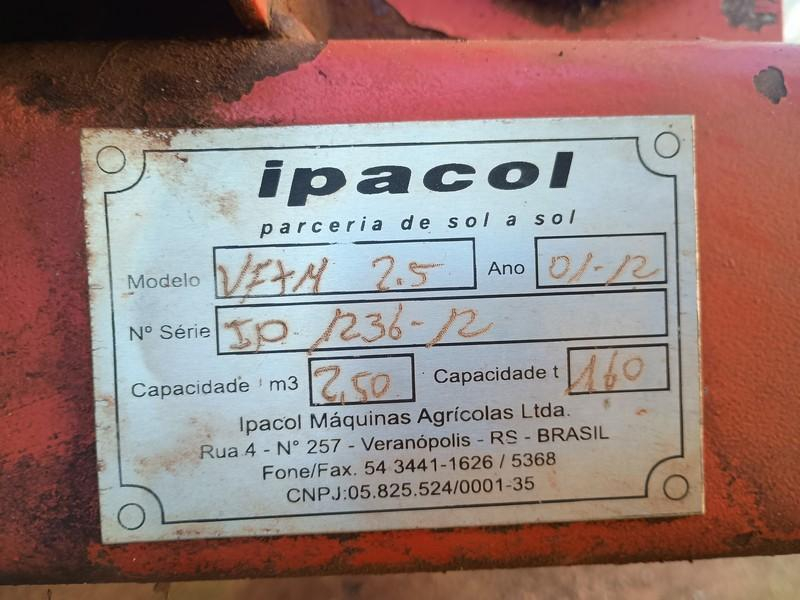 ipacol
parceria de sol a sol
Modelo VFTM 2.5 Ano 01-12
Nº Série IP 1236-12
Capacidade m3 2,50 Capacidade t 1.60
Ipacol Máquinas Agrícolas Ltda.
Rua 4 - N° 257 - Veranópolis - RS - BRASIL
Fone/Fax. 54 3441-1626 / 5368
CNPJ:05.825.524/0001-35